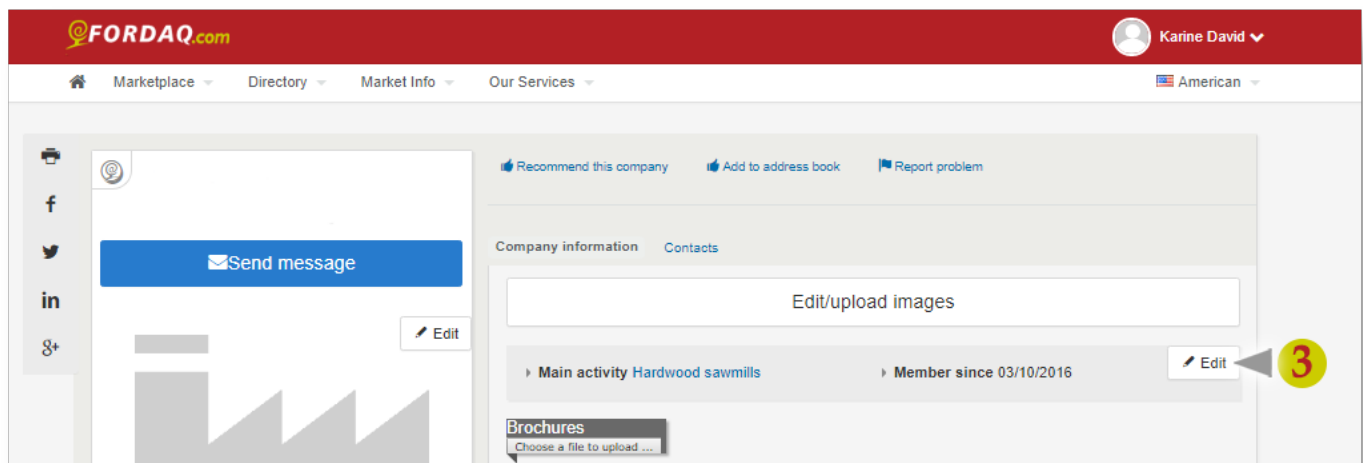 FORDAQ.com
Karine David
Marketplace Directory Market Info Our Services American
Recommend this company Add to address book Report problem
Company information Contacts
Send message
Edit/upload images
Edit
Main activity Hardwood sawmills Member since 03/10/2016 Edit 3
Brochures
Choose a file to upload ...
f
in
g+